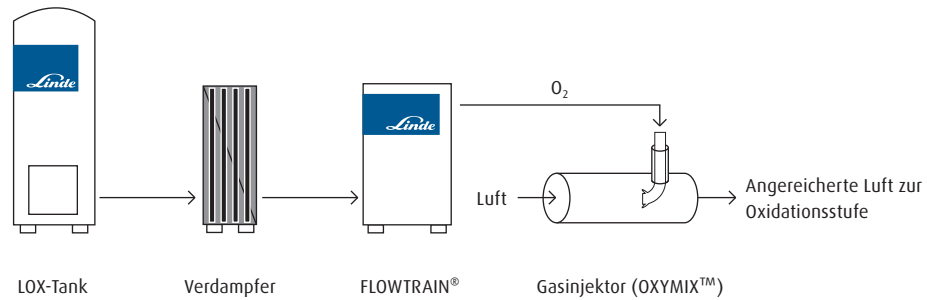 Linde
Linde
O₂
Luft
Angereicherte Luft zur
Oxidationsstufe
LOX-Tank
Verdampfer
FLOWTRAIN®
Gasinjektor (OXYMIX™)